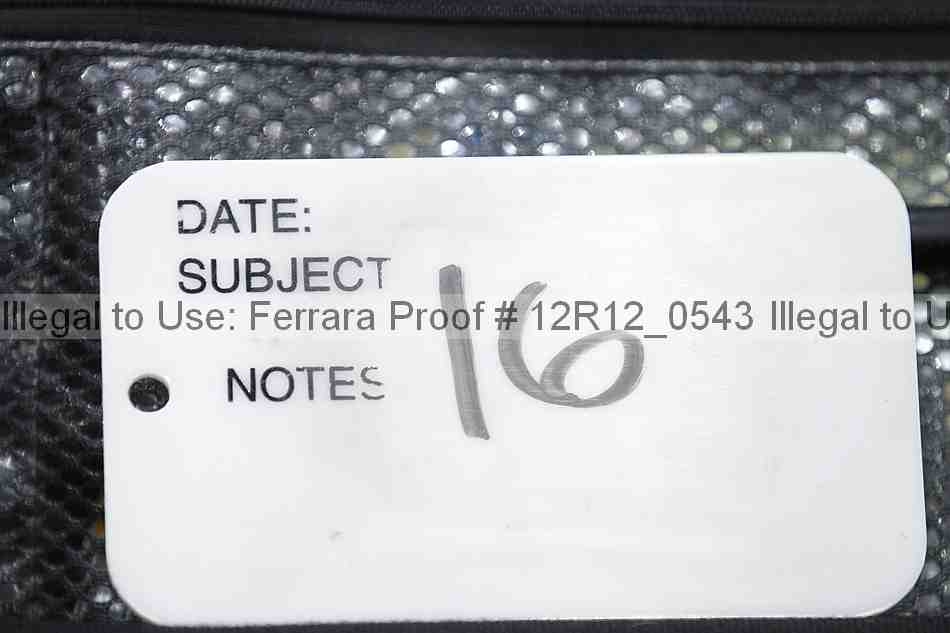 DATE:
SUBJECT
Illegal to Use: Ferrara Proof # 12R12_0543 Illegal to U
16
NOTES